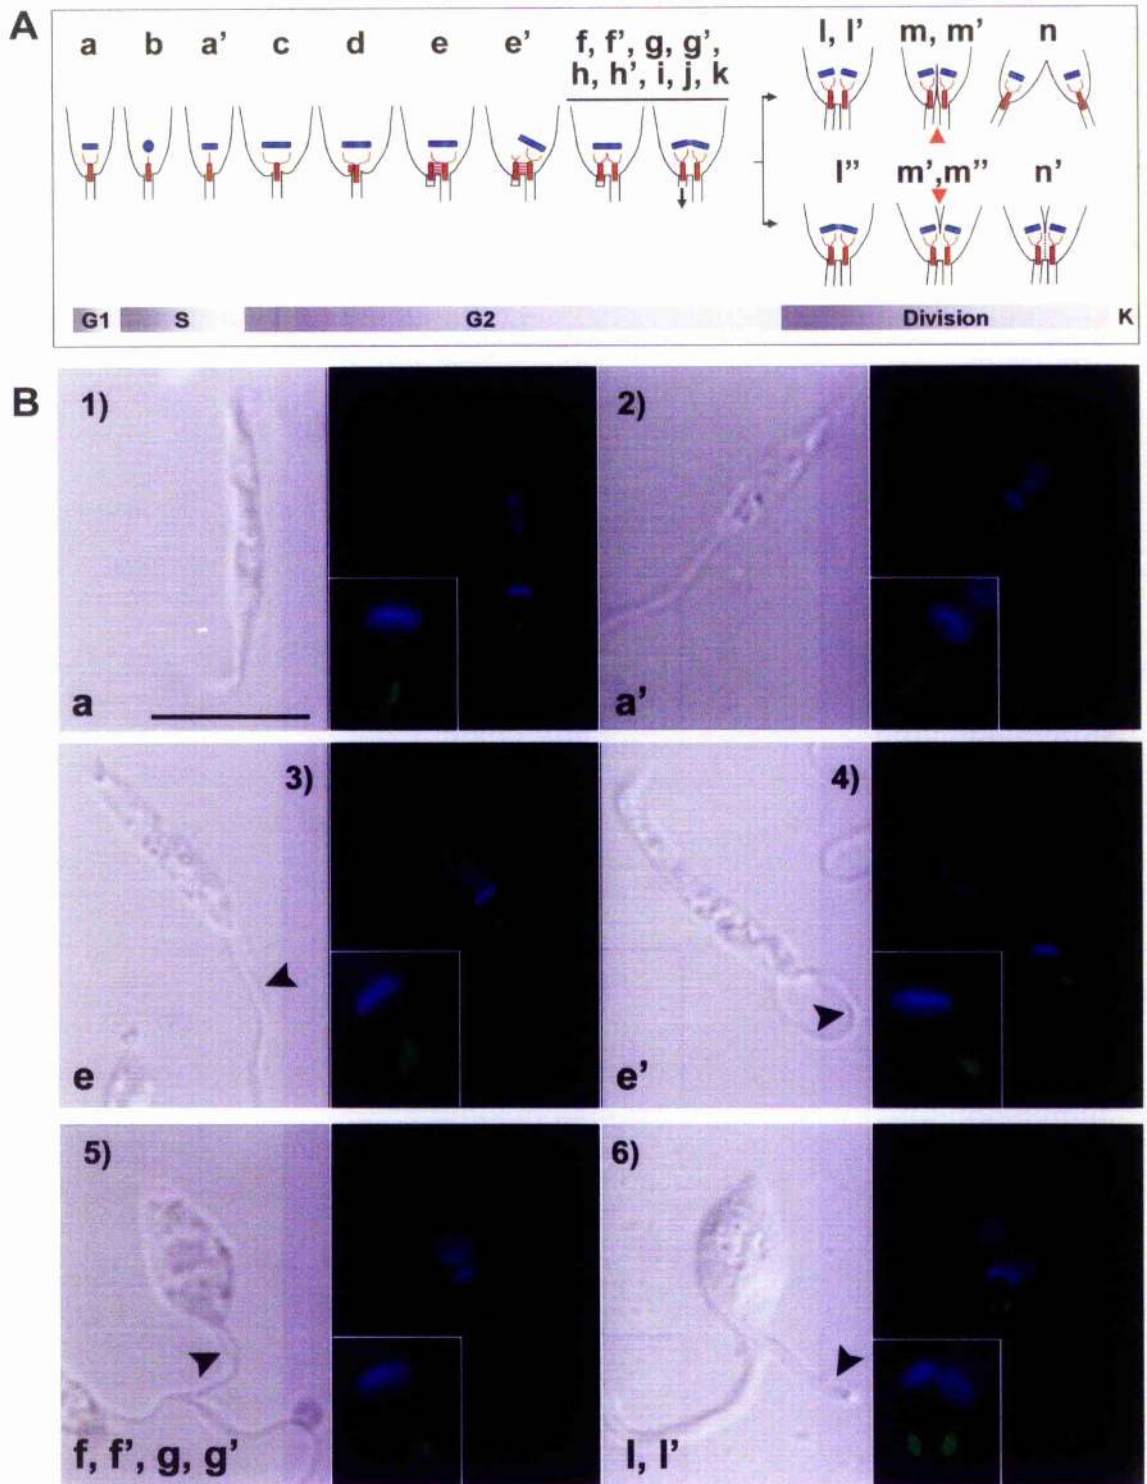 A
a b a' c d e e' f, f', g, g', l, l' m, m' n
h, h', i, j, k
l'' m',m'' n'
G1 S G2 Division K
B
1) 2)
a a'
3) 4)
e e'
5) 6)
f, f', g, g' l, l'